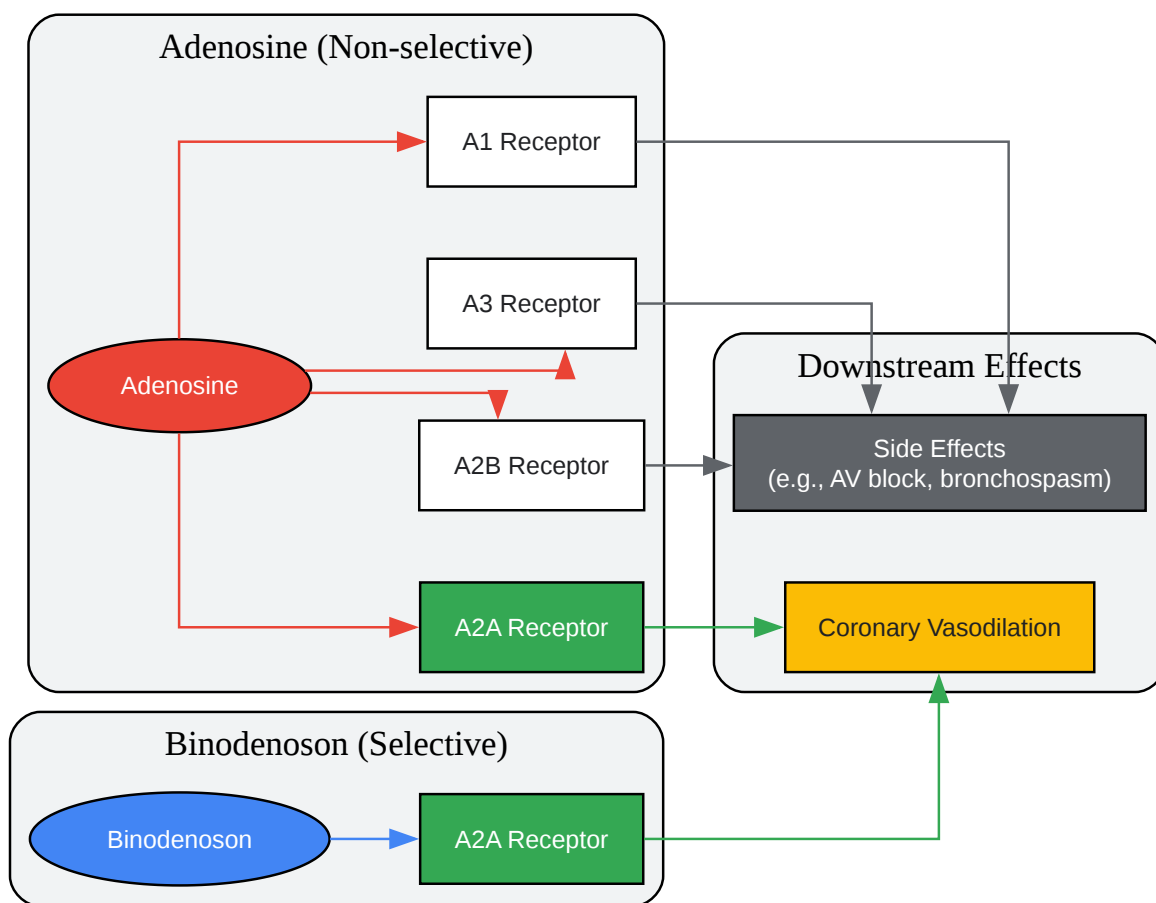 Adenosine (Non-selective)
A1 Receptor
A3 Receptor
Adenosine
A2B Receptor
A2A Receptor
Downstream Effects
Side Effects
(e.g., AV block, bronchospasm)
Coronary Vasodilation
Binodenoson (Selective)
Binodenoson
A2A Receptor